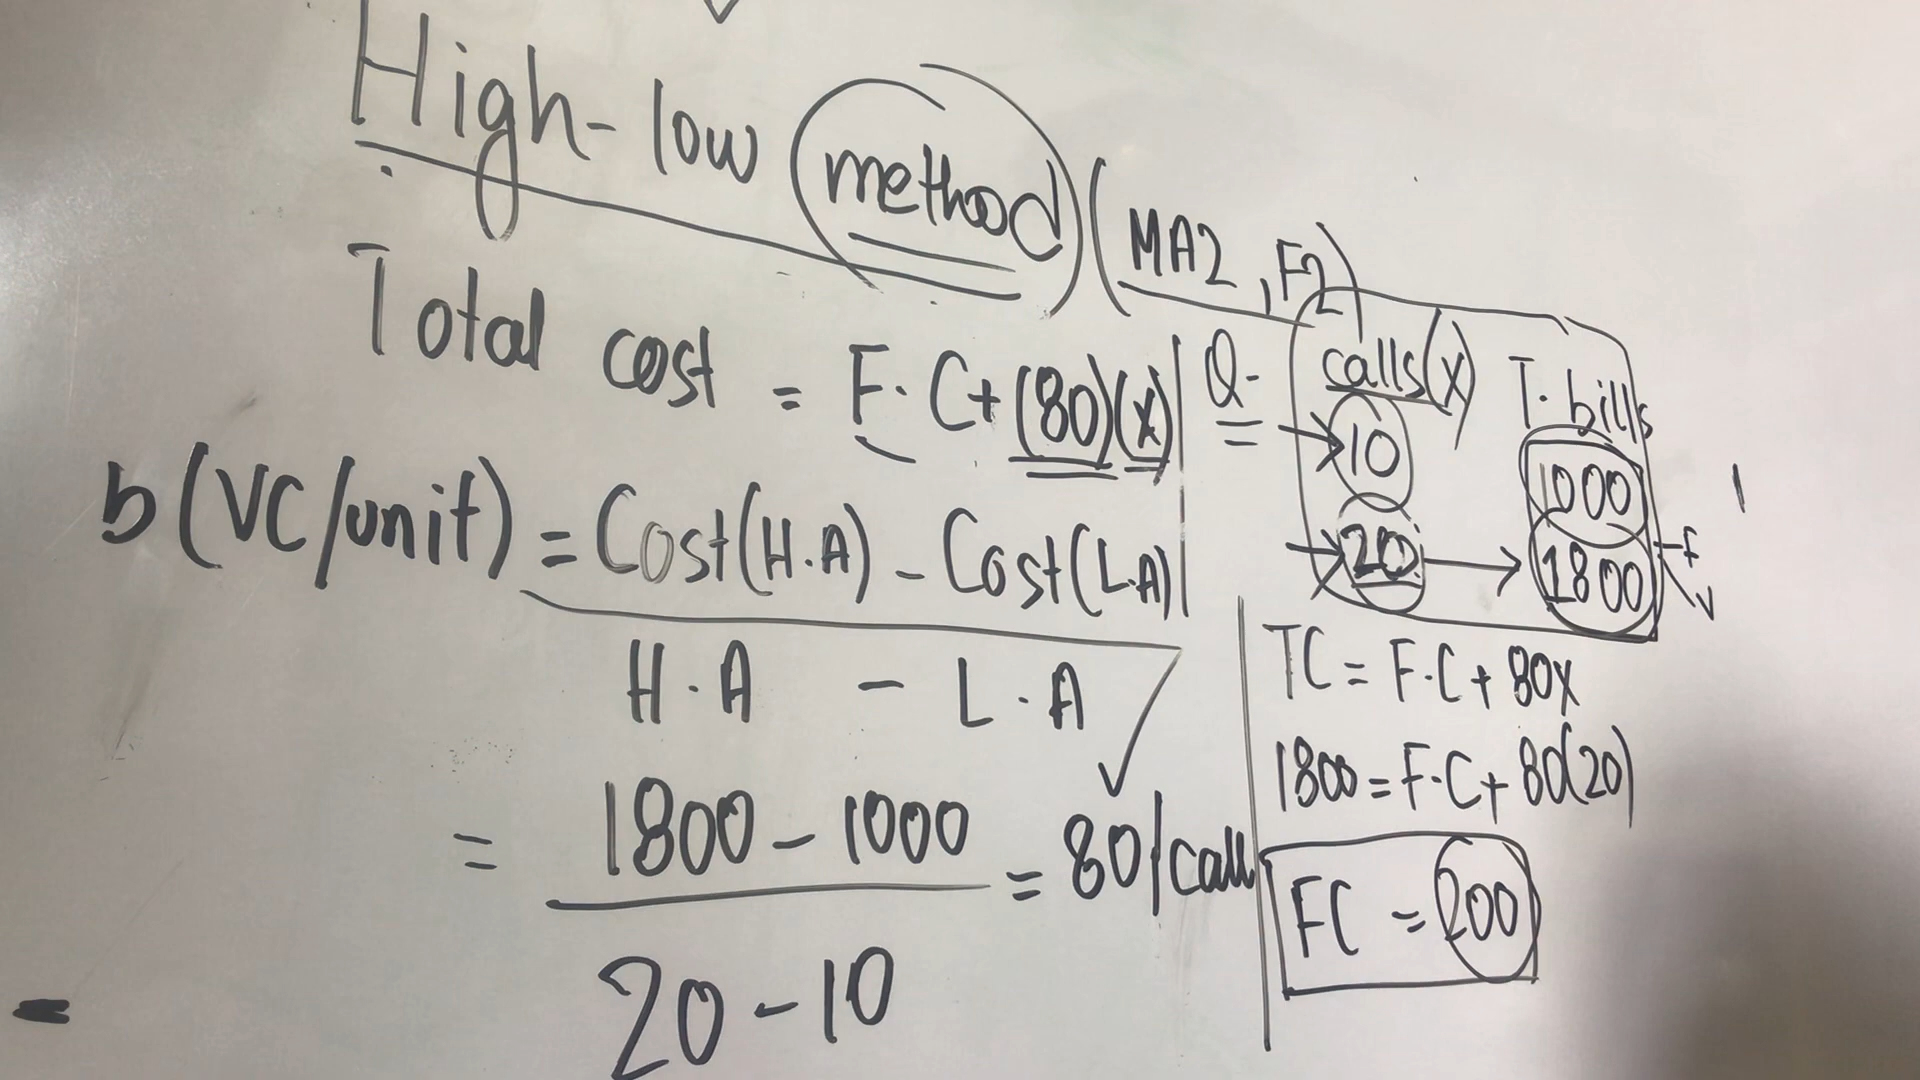 High-low method (MA2, F2)
Total cost = F.C + (80)(x)
b(VC/unit) = Cost(H.A) - Cost(L.A)
H.A - L.A
= 1800 - 1000 = 80/call
20 - 10
Q- calls(x) T.bills
10 1000
20 → 1800
F
V
TC = F.C + 80x
1800 = F.C + 80(20)
FC = 200